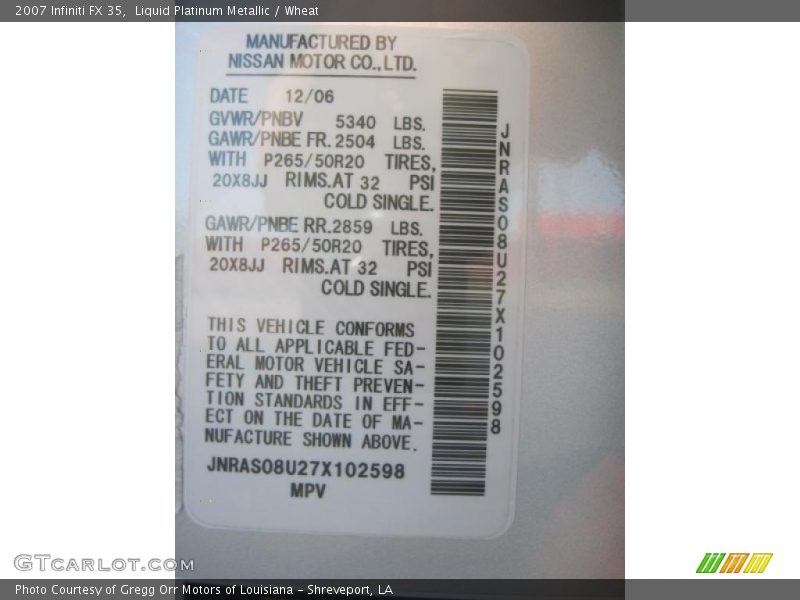 2007 Infiniti FX 35,  Liquid Platinum Metallic / Wheat
MANUFACTURED BY
NISSAN MOTOR CO.,LTD.
DATE 12/06
GVWR/PNBV 5340 LBS.
GAWR/PNBE FR. 2504 LBS.
WITH P265/50R20 TIRES,
20X8JJ RIMS.AT 32 PSI
COLD SINGLE.
GAWR/PNBE RR. 2859 LBS.
WITH P265/50R20 TIRES,
20X8JJ RIMS.AT 32 PSI
COLD SINGLE.
THIS VEHICLE CONFORMS
TO ALL APPLICABLE FED-
ERAL MOTOR VEHICLE SA-
FETY AND THEFT PREVEN-
TION STANDARDS IN EFF-
ECT ON THE DATE OF MA-
NUFACTURE SHOWN ABOVE.
JNRAS08U27X102598
MPV
JNRAS08U27X102598
GTCarLot.com
Photo Courtesy of Gregg Orr Motors of Louisiana – Shreveport, LA